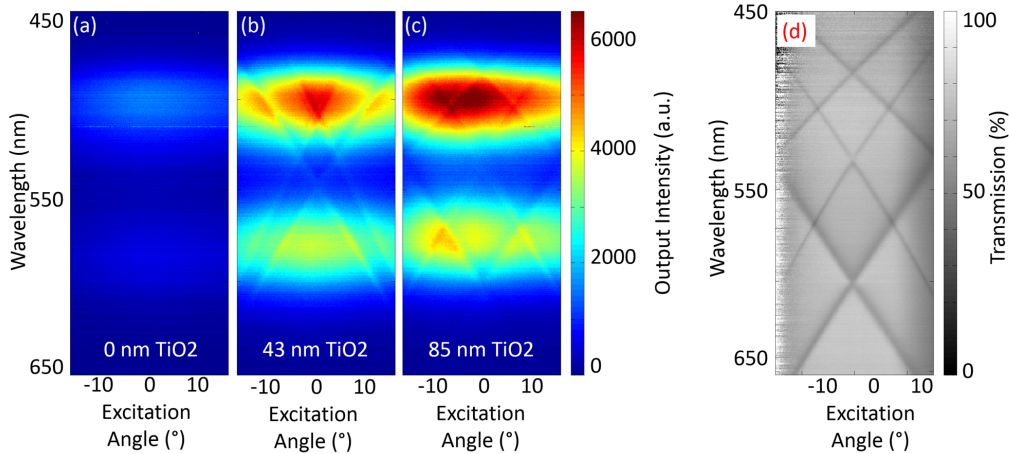 (a)
(b)
(c)
(d)
450
550
650
Wavelength (nm)
0 nm TiO2
43 nm TiO2
85 nm TiO2
-10 0 10
-10 0 10
-10 0 10
Excitation
Angle (°)
Excitation
Angle (°)
Excitation
Angle (°)
6000
4000
2000
0
Output Intensity (a.u.)
450
550
650
Wavelength (nm)
-10 0 10
Excitation
Angle (°)
100
50
0
Transmission (%)